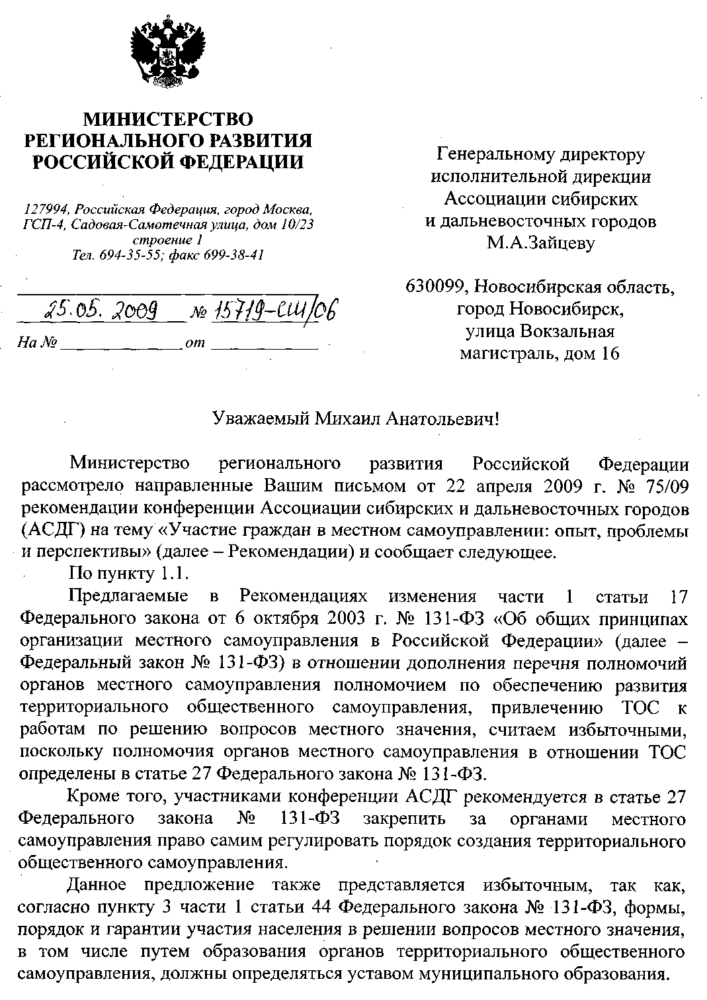 МИНИСТЕРСТВО
РЕГИОНАЛЬНОГО РАЗВИТИЯ
РОССИЙСКОЙ ФЕДЕРАЦИИ
127994, Российская Федерация, город Москва,
ГСП-4, Садовая-Самотечная улица, дом 10/23
строение 1
Тел. 694-35-55; факс 699-38-41
25.05.2009 № 15719-СШ/06
На № от
Генеральному директору
исполнительной дирекции
Ассоциации сибирских
и дальневосточных городов
М.А.Зайцеву
630099, Новосибирская область,
город Новосибирск,
улица Вокзальная
магистраль, дом 16
Уважаемый Михаил Анатольевич!
Министерство регионального развития Российской Федерации
рассмотрело направленные Вашим письмом от 22 апреля 2009 г. № 75/09
рекомендации конференции Ассоциации сибирских и дальневосточных городов
(АСДГ) на тему «Участие граждан в местном самоуправлении: опыт, проблемы
и перспективы» (далее – Рекомендации) и сообщает следующее.
По пункту 1.1.
Предлагаемые в Рекомендациях изменения части 1 статьи 17
Федерального закона от 6 октября 2003 г. № 131-ФЗ «Об общих принципах
организации местного самоуправления в Российской Федерации» (далее –
Федеральный закон № 131-ФЗ) в отношении дополнения перечня полномочий
органов местного самоуправления полномочием по обеспечению развития
территориального общественного самоуправления, привлечению ТОС к
работам по решению вопросов местного значения, считаем избыточными,
поскольку полномочия органов местного самоуправления в отношении ТОС
определены в статье 27 Федерального закона № 131-ФЗ.
Кроме того, участниками конференции АСДГ рекомендуется в статье 27
Федерального закона № 131-ФЗ закрепить за органами местного
самоуправления право самим регулировать порядок создания территориального
общественного самоуправления.
Данное предложение также представляется избыточным, так как,
согласно пункту 3 части 1 статьи 44 Федерального закона № 131-ФЗ, формы,
порядок и гарантии участия населения в решении вопросов местного значения,
в том числе путем образования органов территориального общественного
самоуправления, должны определяться уставом муниципального образования.